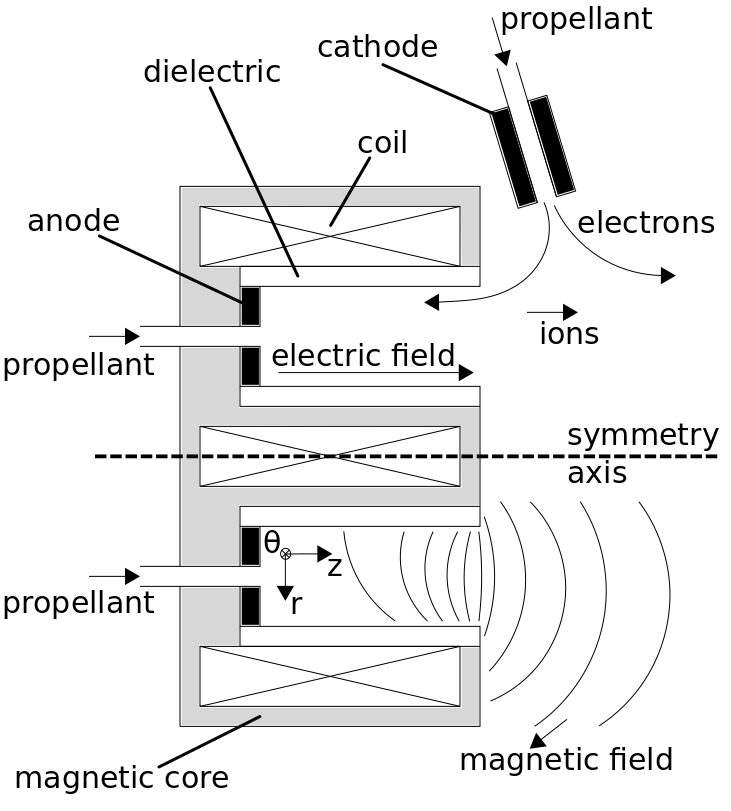 propellant
cathode
dielectric
coil
anode
electrons
ions
propellant
electric field
symmetry
axis
θ
z
r
propellant
magnetic field
magnetic core